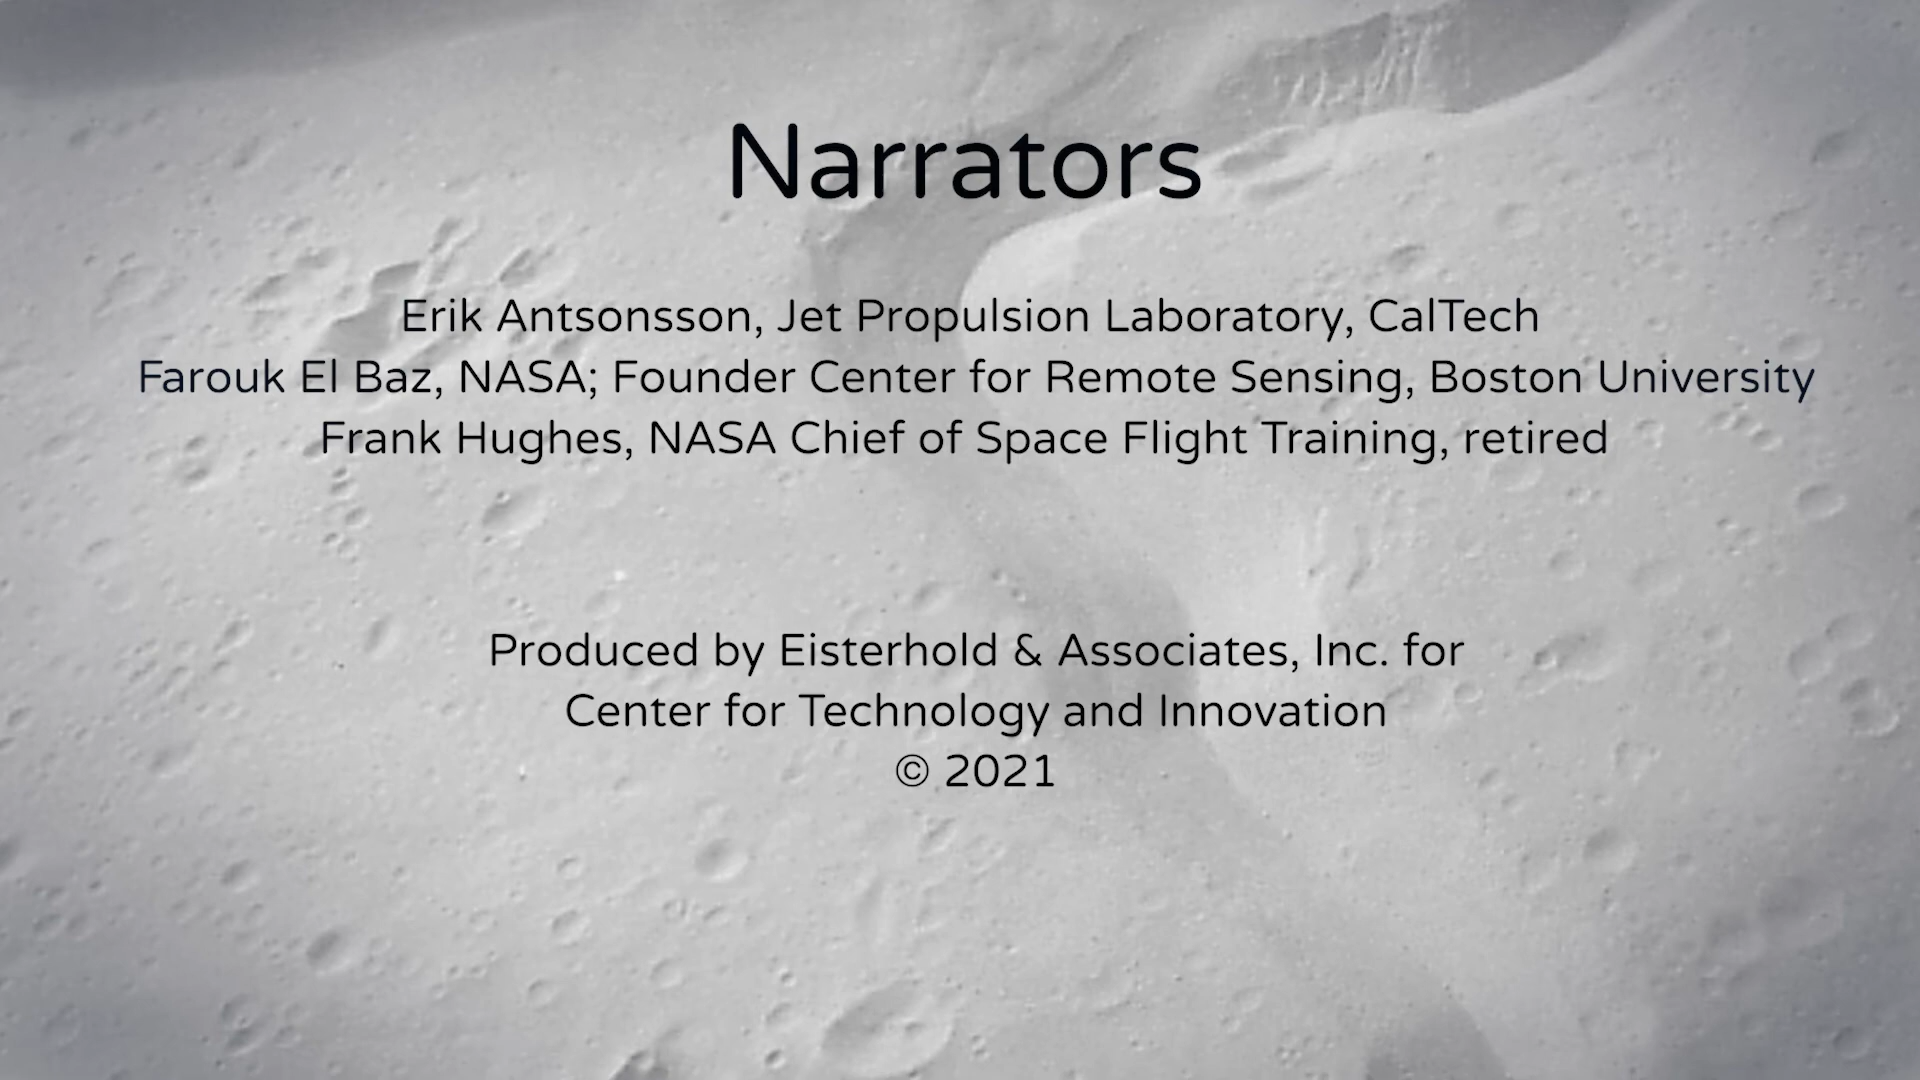 Narrators
Erik Antsonsson, Jet Propulsion Laboratory, CalTech
Farouk El Baz, NASA; Founder Center for Remote Sensing, Boston University
Frank Hughes, NASA Chief of Space Flight Training, retired
Produced by Eisterhold & Associates, Inc. for
Center for Technology and Innovation
© 2021